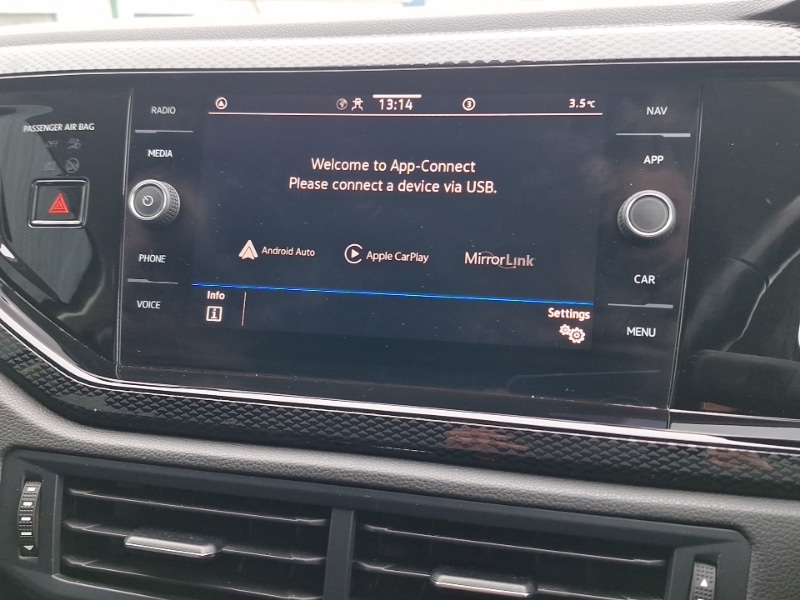 RADIO
13:14
3
3.5°C
NAV
PASSENGER AIR BAG
MEDIA
APP
Welcome to App-Connect
Please connect a device via USB.
Android Auto
Apple CarPlay
MirrorLink
PHONE
CAR
VOICE
Info
i
Settings
MENU